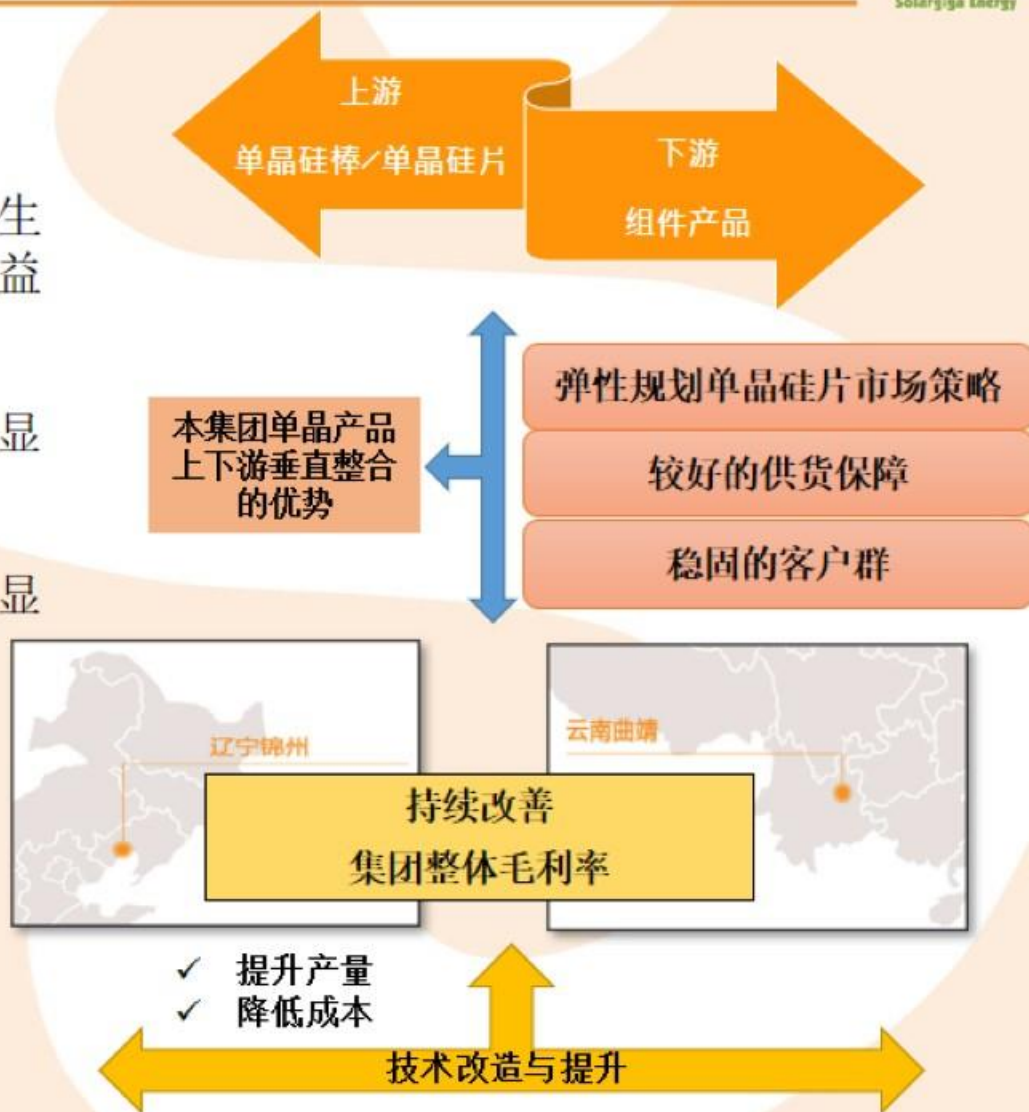 Solargiga Energy
上游
单晶硅棒/单晶硅片
下游
组件产品
生
益
显
显
弹性规划单晶硅片市场策略
较好的供货保障
稳固的客户群
本集团单晶产品
上下游垂直整合
的优势
辽宁锦州
云南曲靖
持续改善
集团整体毛利率
✓ 提升产量
✓ 降低成本
技术改造与提升